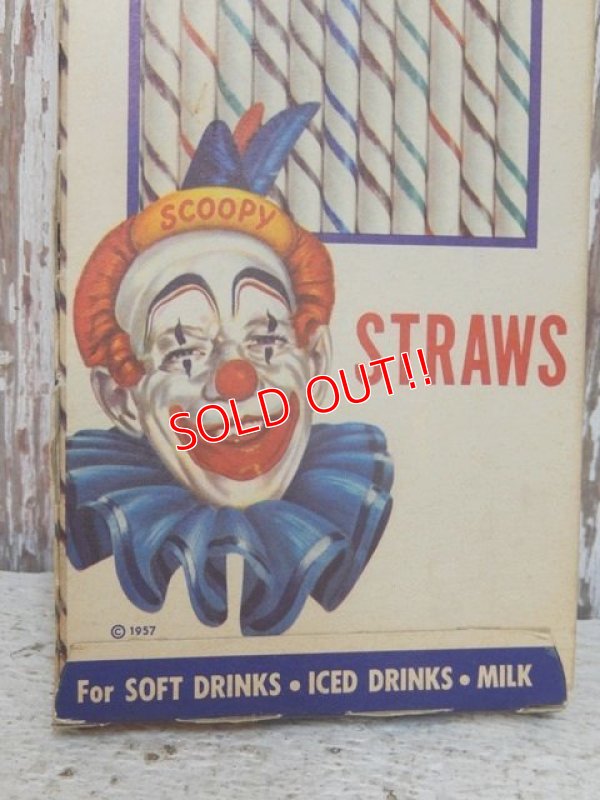 SCOOPY
STRAWS
SOLD OUT!!
© 1957
For SOFT DRINKS • ICED DRINKS • MILK